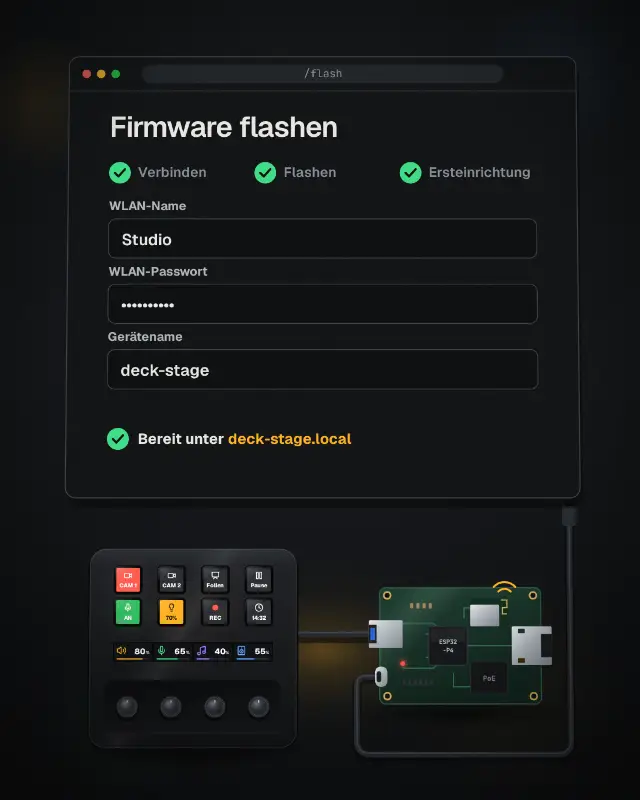 /flash
Firmware flashen
Verbinden
Flashen
Ersteinrichtung
WLAN-Name
Studio
WLAN-Passwort
••••••••••
Gerätename
deck-stage
Bereit unter deck-stage.local
CAM 1
CAM 2
Folien
Pause
AN
70%
REC
14:32
80%
65%
40%
55%
ESP32
-P4
PoE